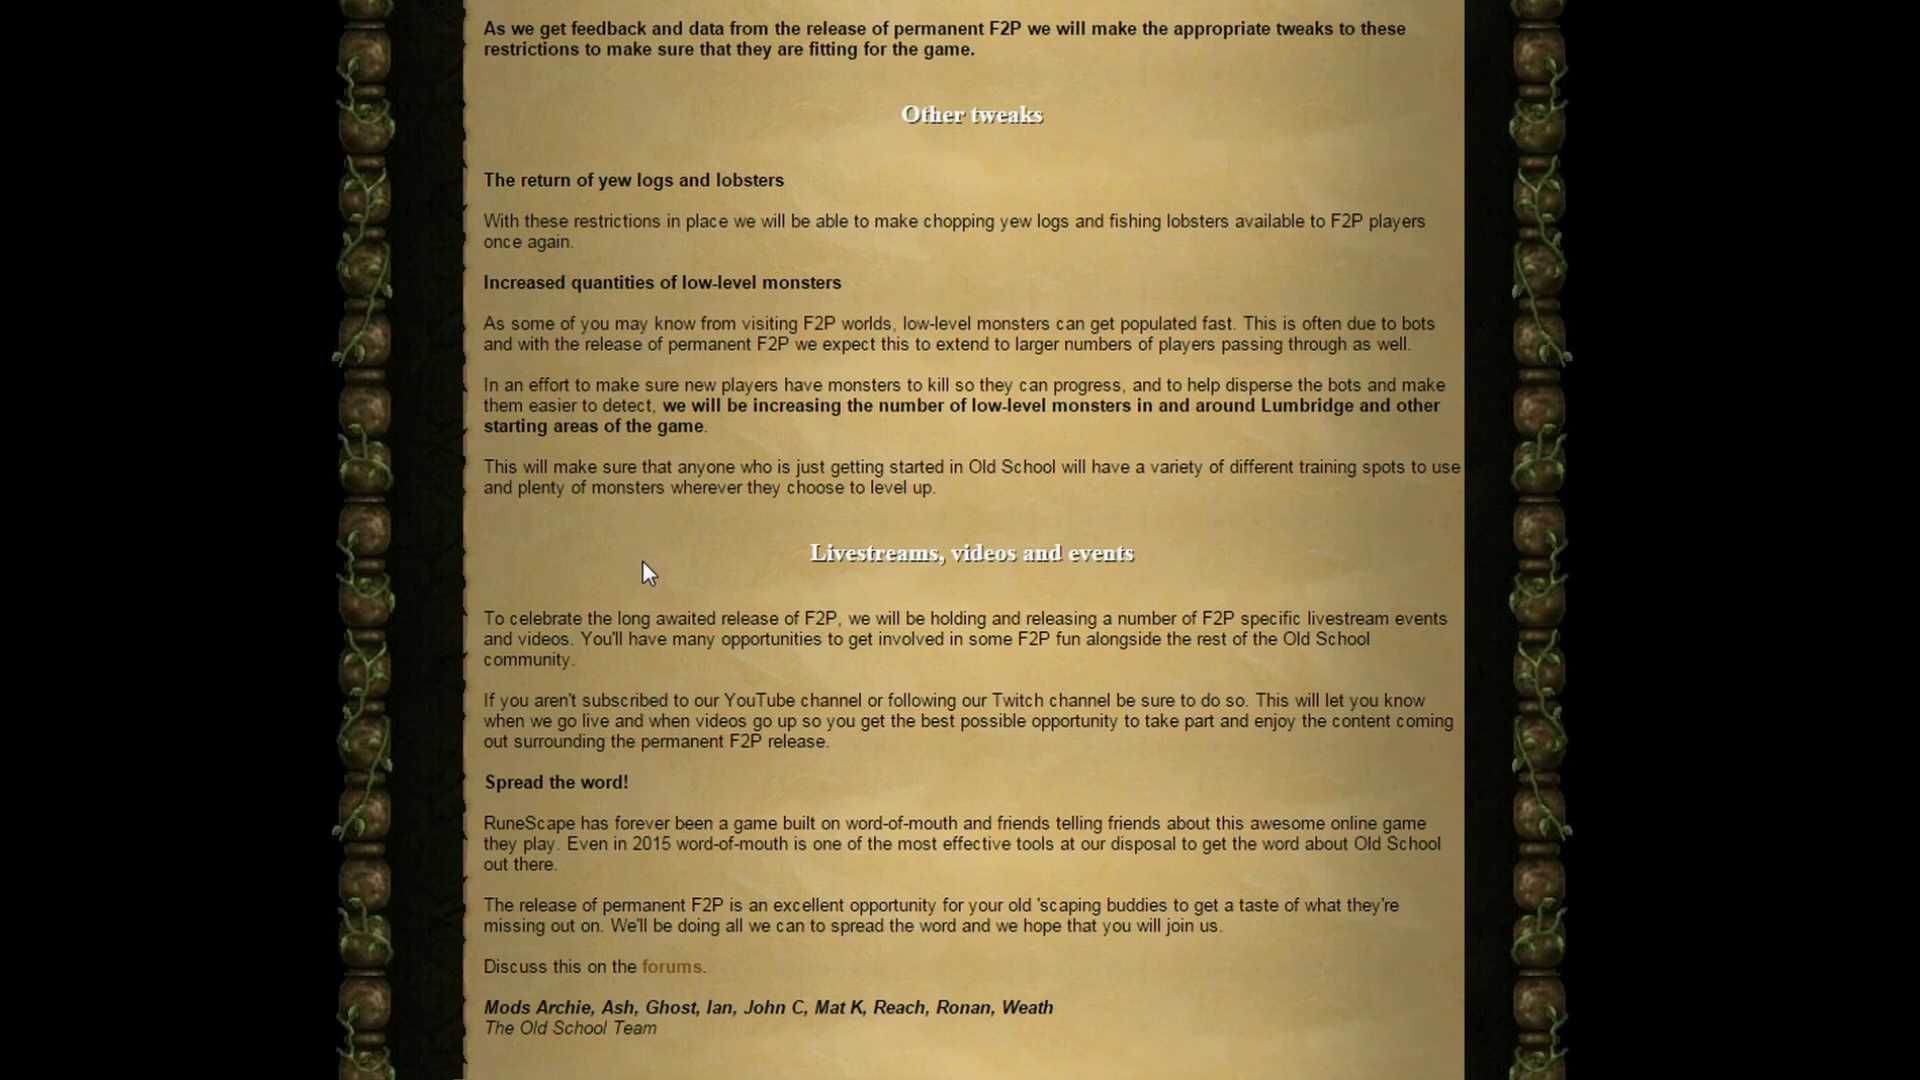 As we get feedback and data from the release of permanent F2P we will make the appropriate tweaks to these
restrictions to make sure that they are fitting for the game.
Other tweaks
The return of yew logs and lobsters
With these restrictions in place we will be able to make chopping yew logs and fishing lobsters available to F2P players
once again.
Increased quantities of low-level monsters
As some of you may know from visiting F2P worlds, low-level monsters can get populated fast. This is often due to bots
and with the release of permanent F2P we expect this to extend to larger numbers of players passing through as well.
In an effort to make sure new players have monsters to kill so they can progress, and to help disperse the bots and make
them easier to detect, we will be increasing the number of low-level monsters in and around Lumbridge and other
starting areas of the game.
This will make sure that anyone who is just getting started in Old School will have a variety of different training spots to use
and plenty of monsters wherever they choose to level up.
Livestreams, videos and events
To celebrate the long awaited release of F2P, we will be holding and releasing a number of F2P specific livestream events
and videos. You'll have many opportunities to get involved in some F2P fun alongside the rest of the Old School
community.
If you aren't subscribed to our YouTube channel or following our Twitch channel be sure to do so. This will let you know
when we go live and when videos go up so you get the best possible opportunity to take part and enjoy the content coming
out surrounding the permanent F2P release.
Spread the word!
RuneScape has forever been a game built on word-of-mouth and friends telling friends about this awesome online game
they play. Even in 2015 word-of-mouth is one of the most effective tools at our disposal to get the word about Old School
out there.
The release of permanent F2P is an excellent opportunity for your old 'scaping buddies to get a taste of what they're
missing out on. We'll be doing all we can to spread the word and we hope that you will join us.
Discuss this on the forums.
Mods Archie, Ash, Ghost, Ian, John C, Mat K, Reach, Ronan, Weath
The Old School Team